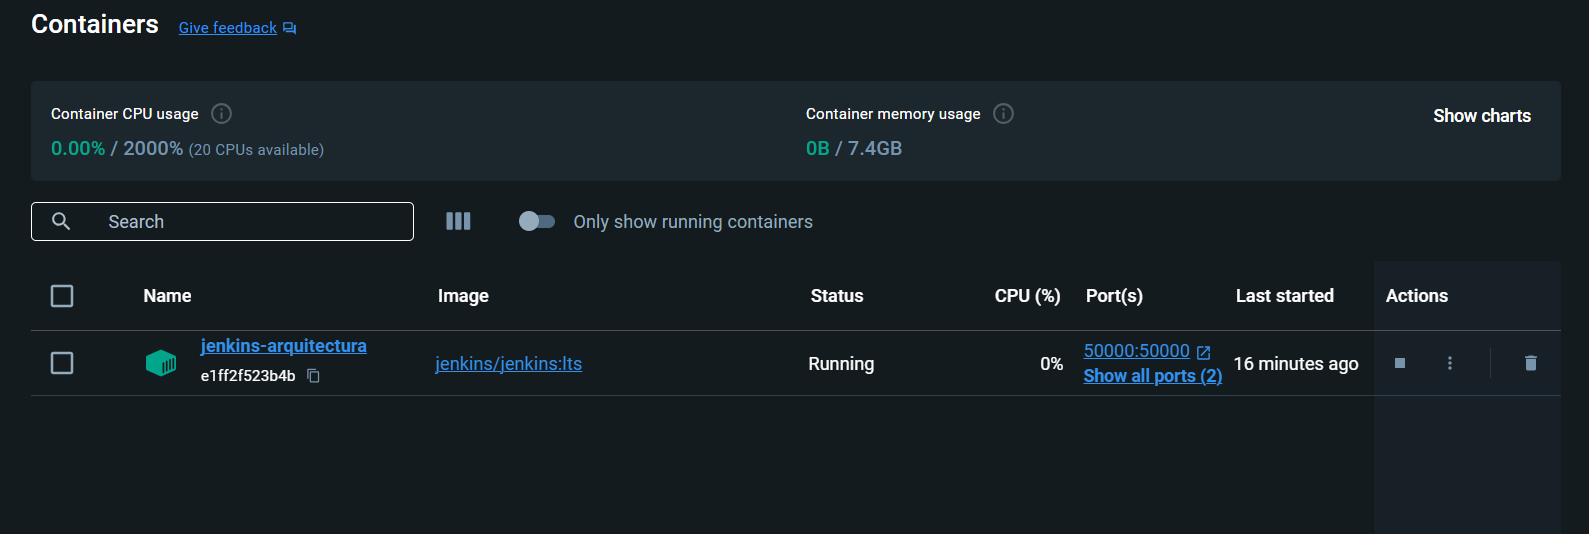 Containers Give feedback
Container CPU usage
0.00% / 2000% (20 CPUs available)
Container memory usage
0B / 7.4GB
Show charts
Search
Only show running containers
Name Image Status CPU (%) Port(s) Last started Actions
jenkins-arquitectura
e1ff2f523b4b
jenkins/jenkins:lts
Running
0%
50000:50000
Show all ports (2)
16 minutes ago